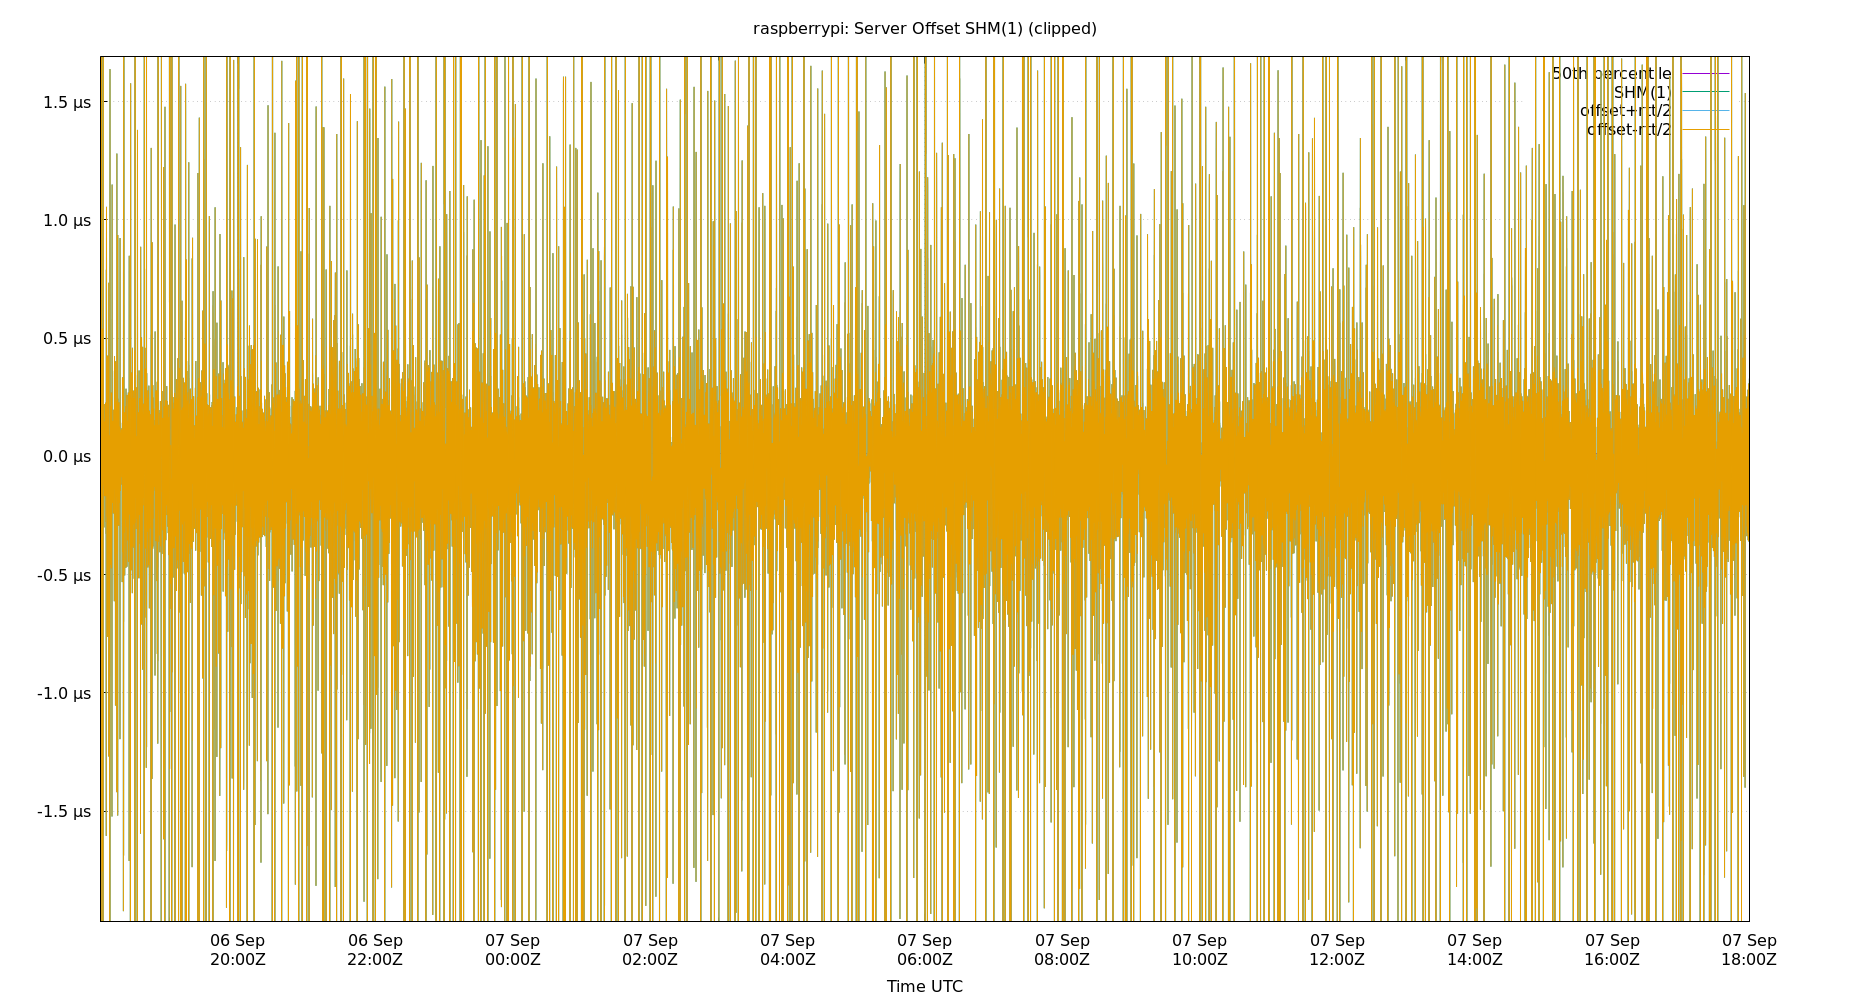 raspberrypi: Server Offset SHM(1) (clipped)
50th percentile
SHM(1)
offset+rtt/2
offset-rtt/2
1.5 µs
1.0 µs
0.5 µs
0.0 µs
-0.5 µs
-1.0 µs
-1.5 µs
06 Sep 06 Sep 07 Sep 07 Sep 07 Sep 07 Sep 07 Sep 07 Sep 07 Sep 07 Sep 07 Sep 07 Sep
20:00Z 22:00Z 00:00Z 02:00Z 04:00Z 06:00Z 08:00Z 10:00Z 12:00Z 14:00Z 16:00Z 18:00Z
Time UTC